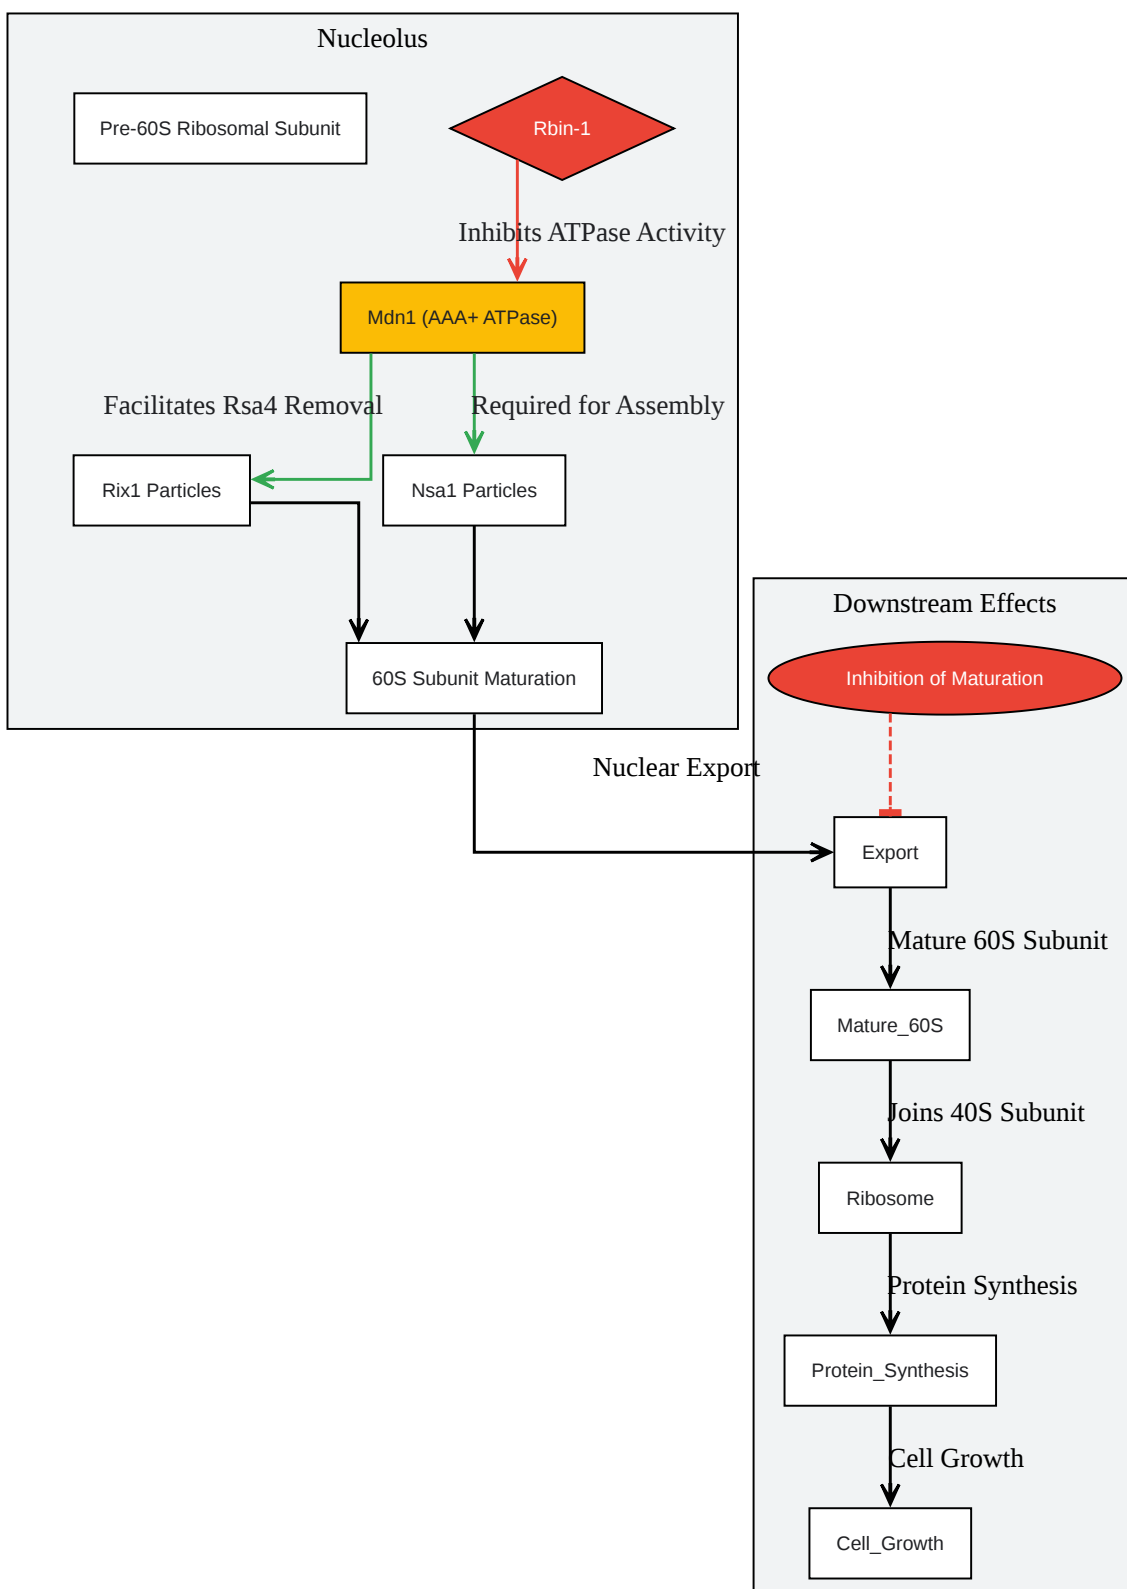 Nucleolus
Pre-60S Ribosomal Subunit
Rbin-1
Inhibits ATPase Activity
Mdn1 (AAA+ ATPase)
Facilitates Rsa4 Removal
Required for Assembly
Rix1 Particles
Nsa1 Particles
60S Subunit Maturation
Downstream Effects
Inhibition of Maturation
Nuclear Export
Export
Mature 60S Subunit
Mature_60S
Joins 40S Subunit
Ribosome
Protein Synthesis
Protein_Synthesis
Cell Growth
Cell_Growth